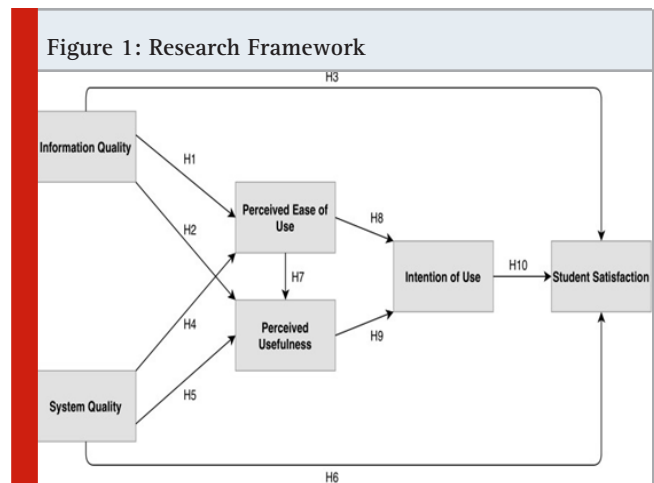 Figure 1: Research Framework
H3
Information Quality
H1
Perceived Ease of
Use
H8
H2
H7
Intention of Use
H10
Student Satisfaction
H4
Perceived
Usefulness
H9
H5
System Quality
H6